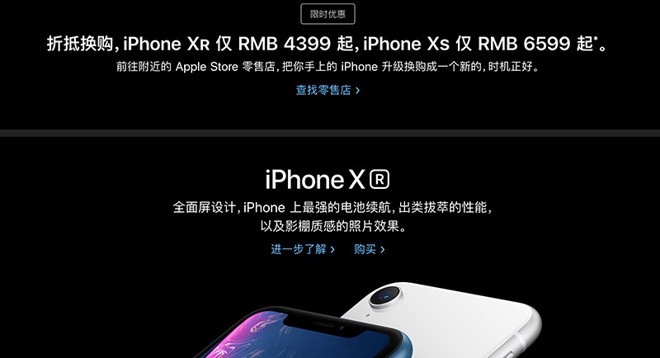 限时优惠
折抵换购，iPhone XR 仅 RMB 4399 起，iPhone Xs 仅 RMB 6599 起*。
前往附近的 Apple Store 零售店，把你手上的 iPhone 升级换购成一个新的，时机正好。
查找零售店 >
iPhone XR
全面屏设计，iPhone 上最强的电池续航，出类拔萃的性能，
以及影棚质感的照片效果。
进一步了解 > 购买 >